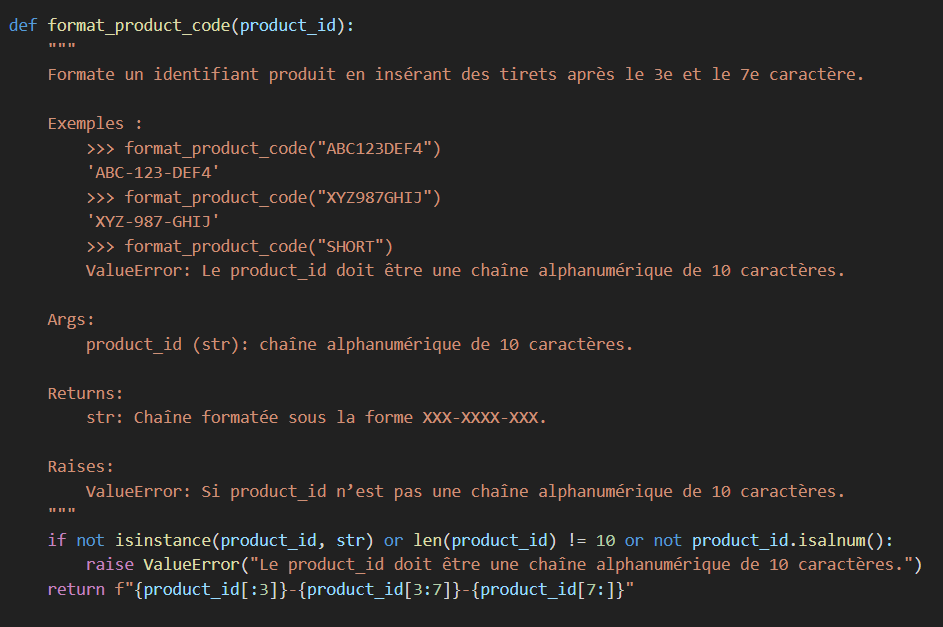 def format_product_code(product_id):
    """
    Formate un identifiant produit en insérant des tirets après le 3e et le 7e caractère.

    Exemples :
        >>> format_product_code("ABC123DEF4")
        'ABC-123-DEF4'
        >>> format_product_code("XYZ987GHIJ")
        'XYZ-987-GHIJ'
        >>> format_product_code("SHORT")
        ValueError: Le product_id doit être une chaîne alphanumérique de 10 caractères.

    Args:
        product_id (str): chaîne alphanumérique de 10 caractères.

    Returns:
        str: Chaîne formatée sous la forme XXX-XXXX-XXX.

    Raises:
        ValueError: Si product_id n’est pas une chaîne alphanumérique de 10 caractères.
    """
    if not isinstance(product_id, str) or len(product_id) != 10 or not product_id.isalnum():
        raise ValueError("Le product_id doit être une chaîne alphanumérique de 10 caractères.")
    return f"{product_id[:3]}-{product_id[3:7]}-{product_id[7:]}"